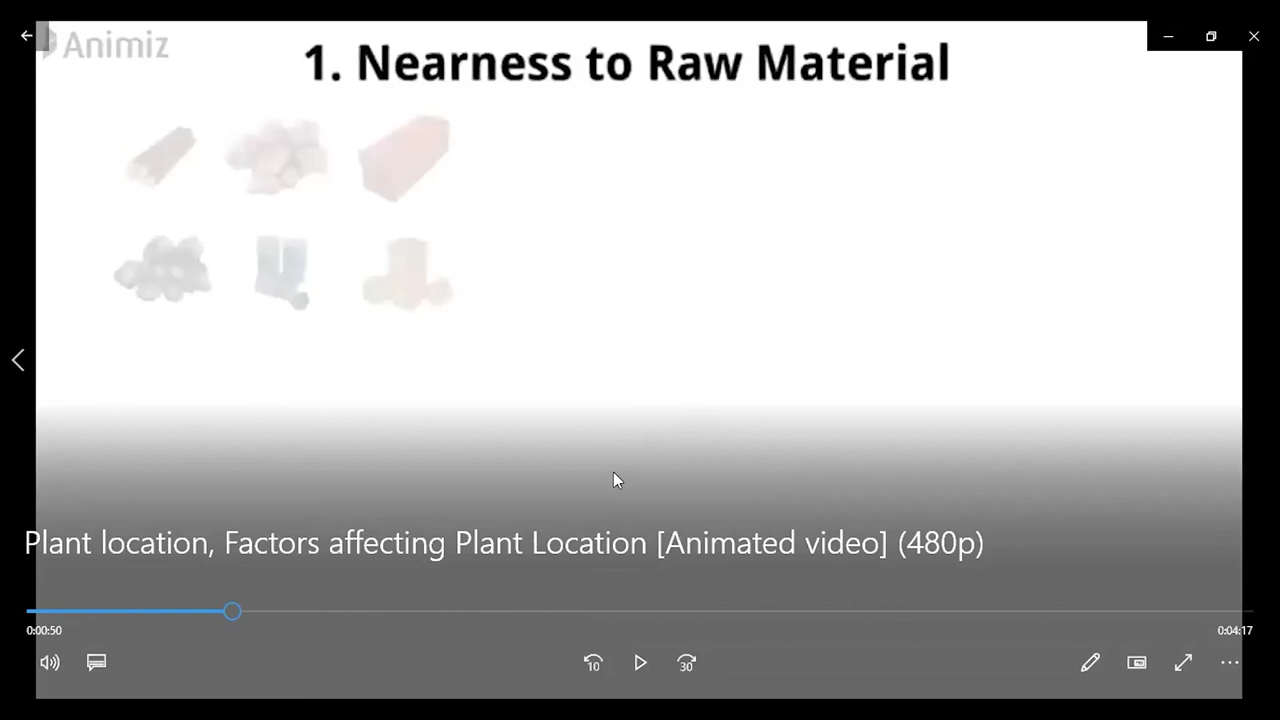 Animiz
1. Nearness to Raw Material
Plant location, Factors affecting Plant Location [Animated video] (480p)
0:00:50
0:04:17
10
30